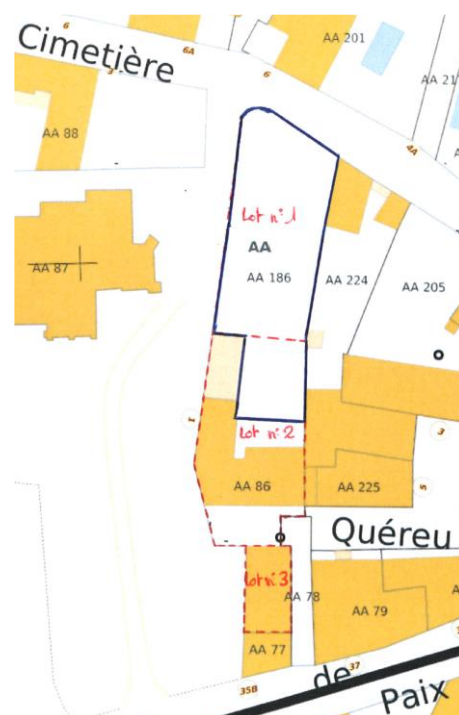 6
6A
Cimetière
6
AA 201
AA 21
4A
AA 88
Lot n° 1
AA
AA 186
AA 87
AA 224
AA 205
1
Lot n° 2
3
AA 86
AA 225
5
Quéreu
Lot n° 3
AA 78
AA 79
AA 77
35B
de
37
Paix